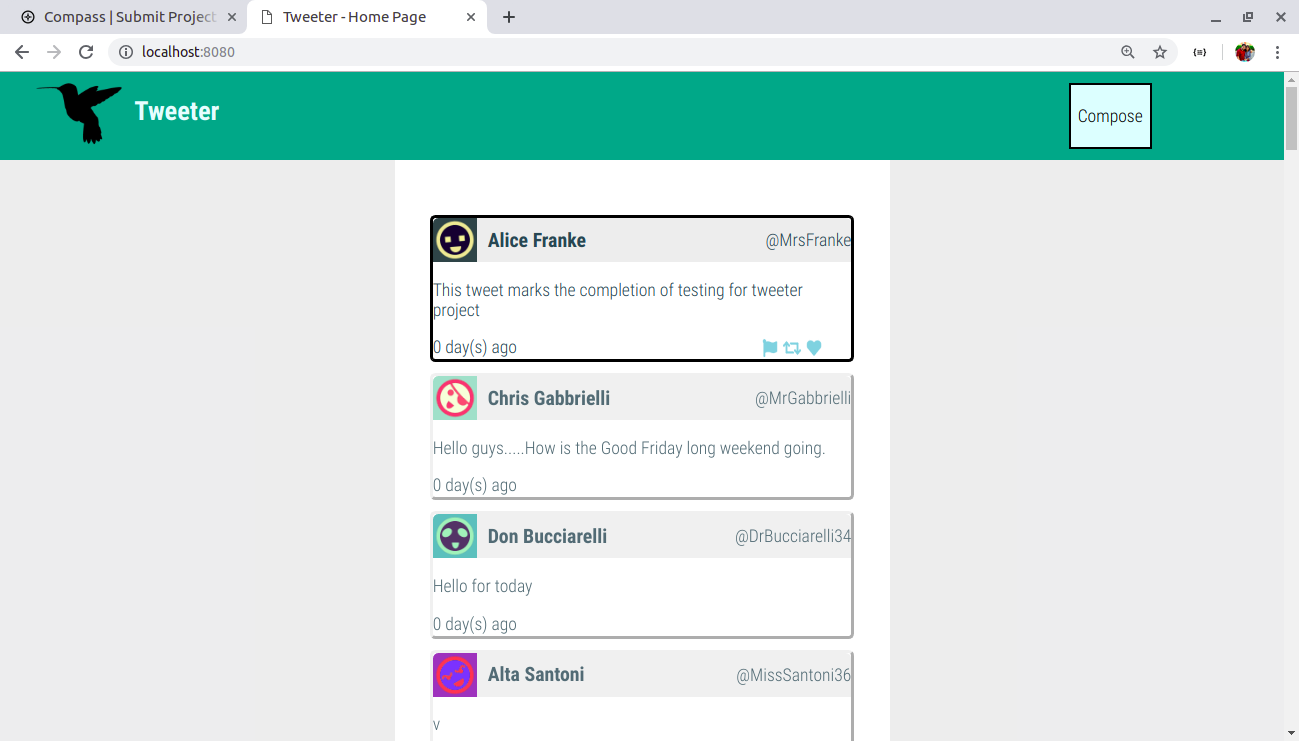 Compass | Submit Project
Tweeter - Home Page
localhost:8080
Tweeter
Compose
Alice Franke
@MrsFranke
This tweet marks the completion of testing for tweeter
project
0 day(s) ago
Chris Gabbrielli
@MrGabbrielli
Hello guys.....How is the Good Friday long weekend going.
0 day(s) ago
Don Bucciarelli
@DrBucciarelli34
Hello for today
0 day(s) ago
Alta Santoni
@MissSantoni36
v